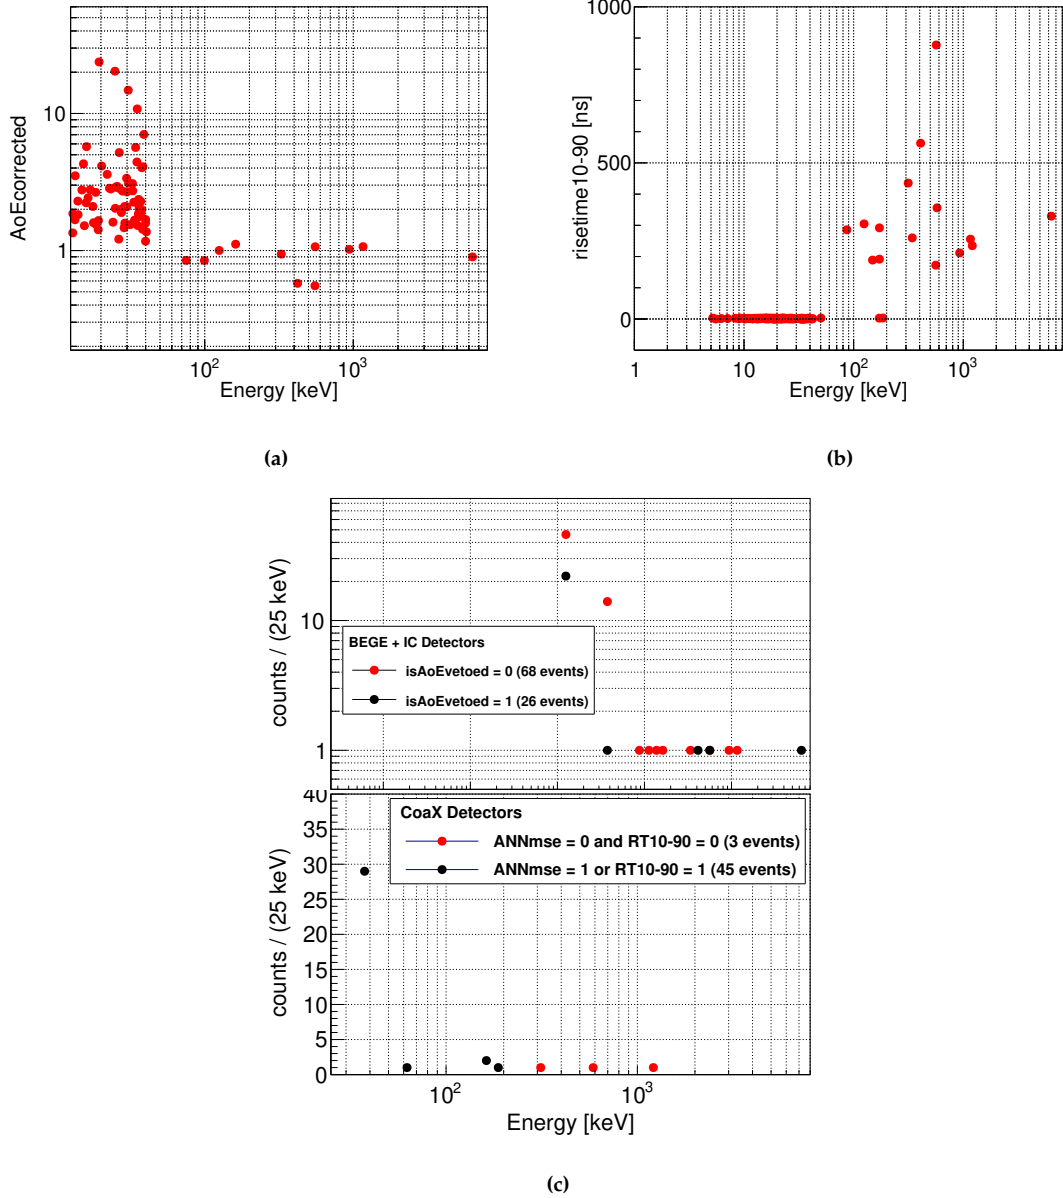 AoEcorrected
10
1
10²
10³
Energy [keV]
(a)
risetime10-90 [ns]
1000
500
0
1
10
10²
10³
Energy [keV]
(b)
counts / (25 keV)
10
1
BEGE + IC Detectors
isAoEvetoed = 0 (68 events)
isAoEvetoed = 1 (26 events)
counts / (25 keV)
40
35
30
25
20
15
10
5
0
CoaX Detectors
ANNmse = 0 and RT10-90 = 0 (3 events)
ANNmse = 1 or RT10-90 = 1 (45 events)
10²
10³
Energy [keV]
(c)